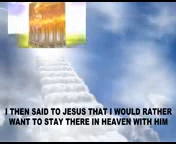 I THEN SAID TO JESUS THAT I WOULD RATHER
WANT TO STAY THERE IN HEAVEN WITH HIM